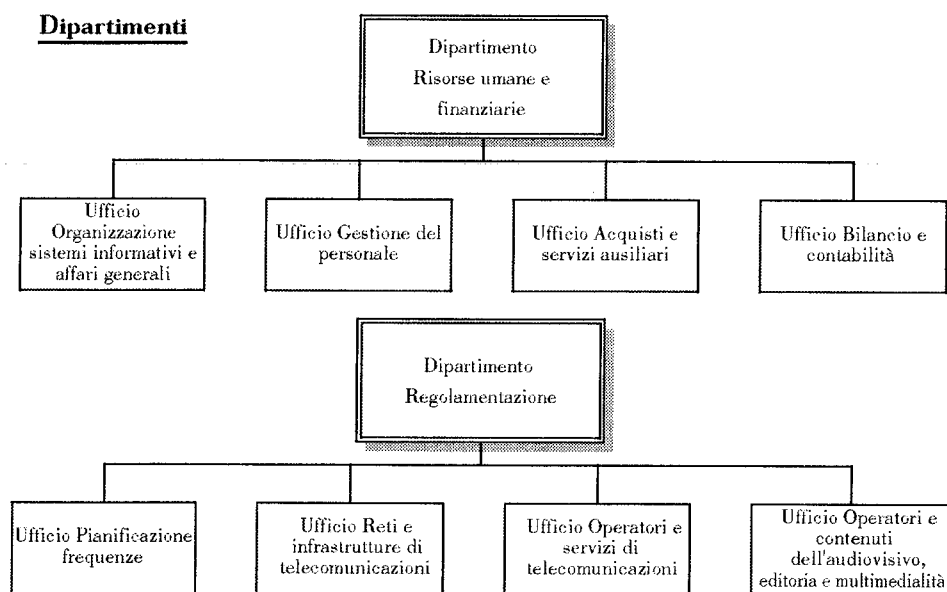 Dipartimenti
Dipartimento
Risorse umane e
finanziarie
Ufficio
Organizzazione
sistemi informativi e
affari generali
Ufficio Gestione del
personale
Ufficio Acquisti e
servizi ausiliari
Ufficio Bilancio e
contabilità
Dipartimento
Regolamentazione
Ufficio Pianificazione
frequenze
Ufficio Reti e
infrastrutture di
telecomunicazioni
Ufficio Operatori e
servizi di
telecomunicazioni
Ufficio Operatori e
contenuti
dell'audiovisivo,
editoria e multimedialità